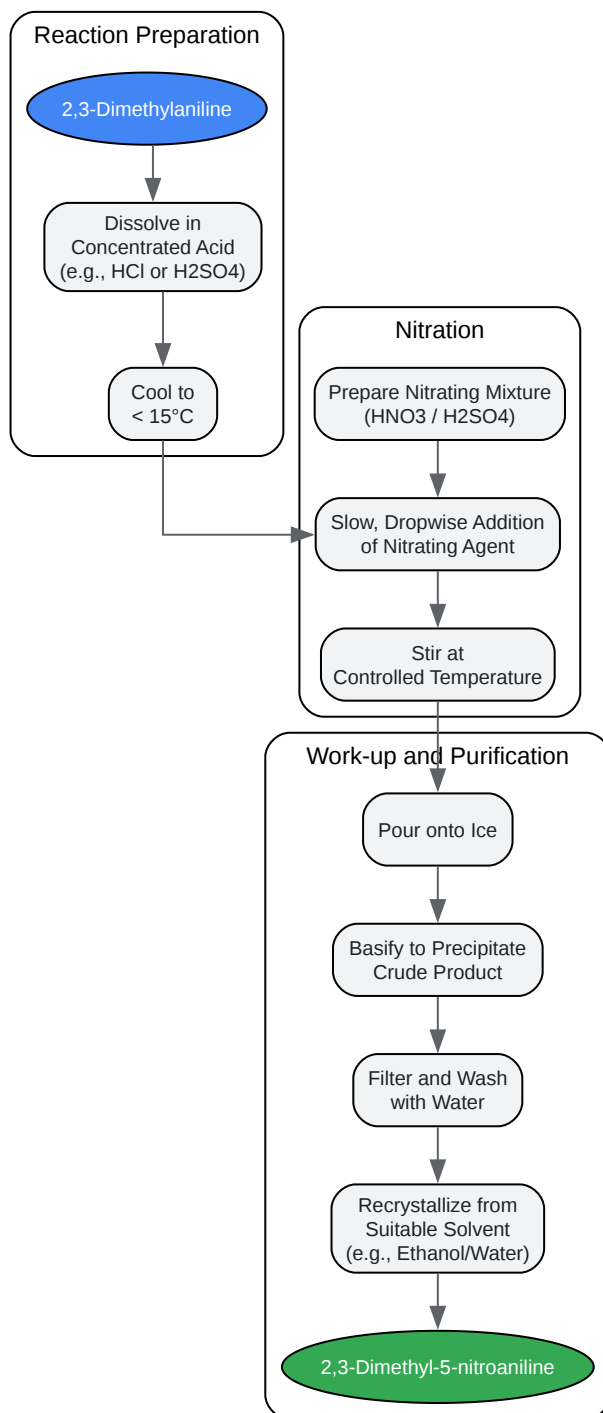 Reaction Preparation
2,3-Dimethylaniline
Dissolve in
Concentrated Acid
(e.g., HCl or H2SO4)
Cool to
< 15°C
Nitration
Prepare Nitrating Mixture
(HNO3 / H2SO4)
Slow, Dropwise Addition
of Nitrating Agent
Stir at
Controlled Temperature
Work-up and Purification
Pour onto Ice
Basify to Precipitate
Crude Product
Filter and Wash
with Water
Recrystallize from
Suitable Solvent
(e.g., Ethanol/Water)
2,3-Dimethyl-5-nitroaniline